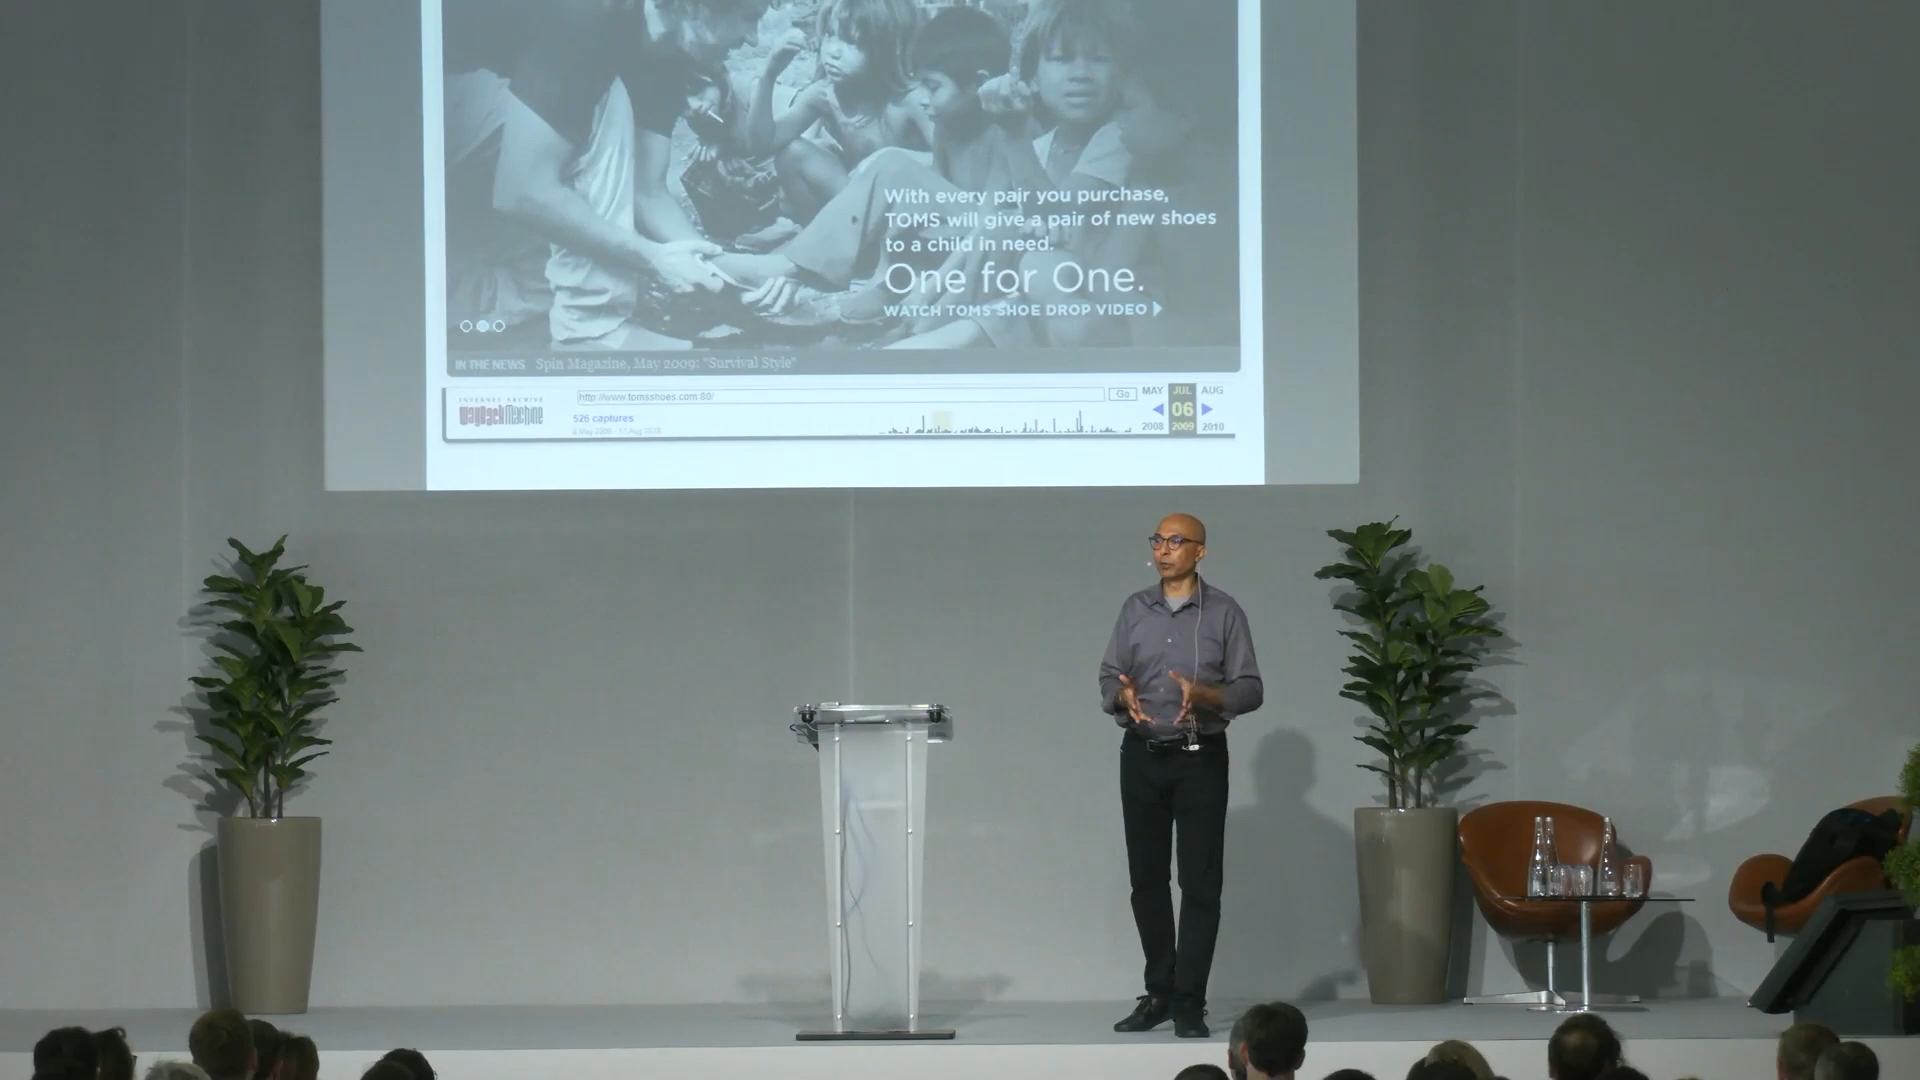 With every pair you purchase,
TOMS will give a pair of new shoes
to a child in need.
One for One.
WATCH TOMS SHOE DROP VIDEO
IN THE NEWS Spin Magazine, May 2009: "Survival Style"
INTERNET ARCHIVE
WayBackMachine
http://www.tomsshoes.com:80/
Go
526 captures
MAY JUL AUG
06
2008 2009 2010